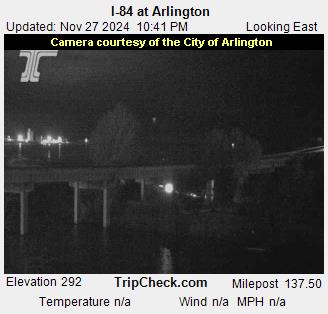 I-84 at Arlington
Updated: Nov 27 2024 10:41 PM Looking East
Camera courtesy of the City of Arlington
Elevation 292 TripCheck.com Milepost 137.50
Temperature n/a Wind n/a MPH n/a